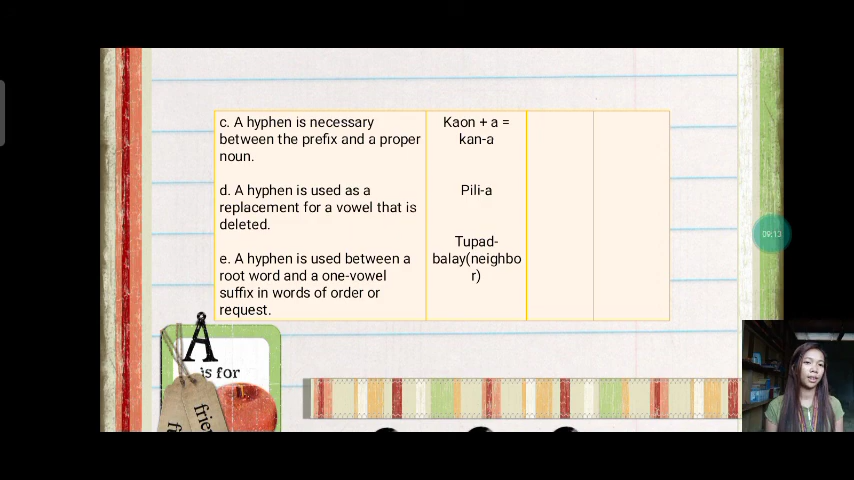 c. A hyphen is necessary
between the prefix and a proper
noun.
d. A hyphen is used as a
replacement for a vowel that is
deleted.
e. A hyphen is used between a
root word and a one-vowel
suffix in words of order or
request.
Kaon + a =
kan-a
Pili-a
Tupad-
balay(neighbo
r)
09:13
A
is for